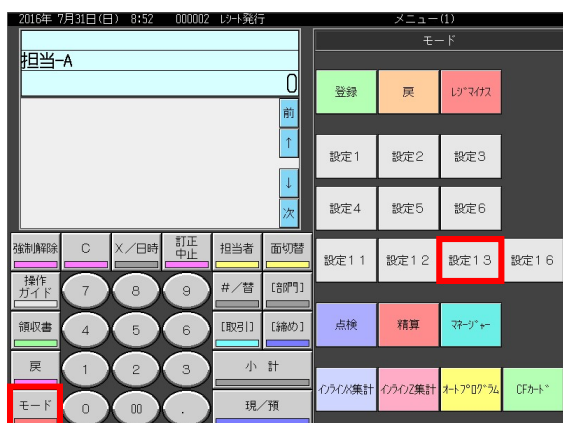 2016年 7月31日(日) 8:52 000002 ﾚｼｰﾄ発行 メニュー(1)
担当-A
0
前
↑
↓
次
モード
登録 戻 ﾚｼﾞﾏｲﾅｽ
設定1 設定2 設定3
設定4 設定5 設定6
設定11 設定12 設定13 設定16
点検 精算 ﾏﾈｰｼﾞｬｰ
ｲﾝﾗｲﾝX集計 ｲﾝﾗｲﾝZ集計 ｵｰﾄﾌﾟﾛｸﾞﾗﾑ CFｶｰﾄﾞ
強制解除 C X／日時 訂正中止 担当者 面切替
操作ガイド 7 8 9 #／替 [部門]
領収書 4 5 6 [取引] [締め]
戻 1 2 3 小 計
モード 0 00 . 現／預